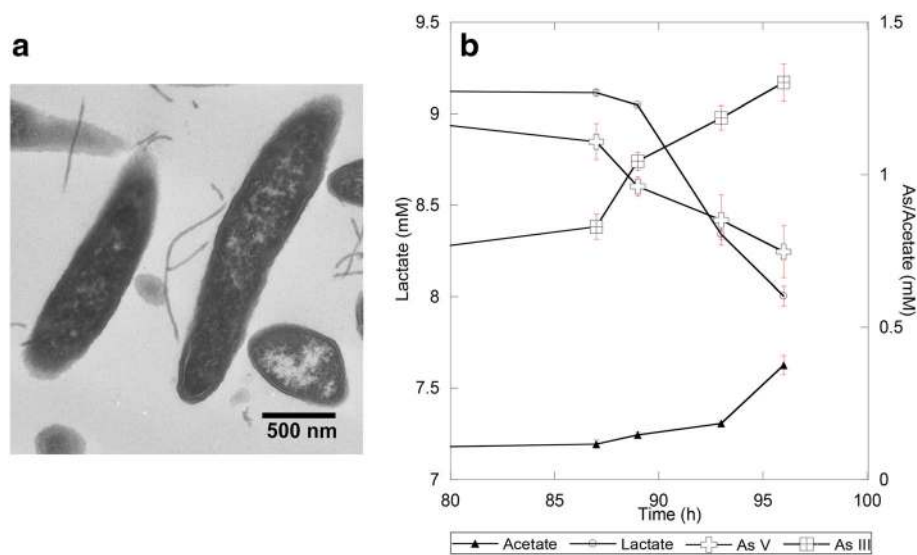 a
500 nm
b
9.5
9
8.5
8
7.5
7
Lactate (mM)
1.5
1
0.5
0
As/Acetate (mM)
80
85
90
95
100
Time (h)
Acetate
Lactate
As V
As III